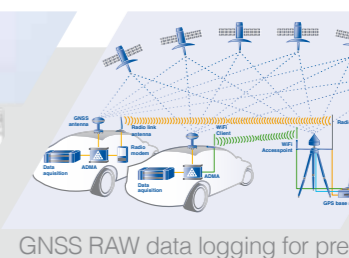 GNSS
antenna
Radio link
antenna
WiFi
Client
Radio
modem
WiFi
Accesspoint
Data
aquisition
ADMA
Data
aquisition
ADMA
GPS base
GNSS RAW data logging for pre